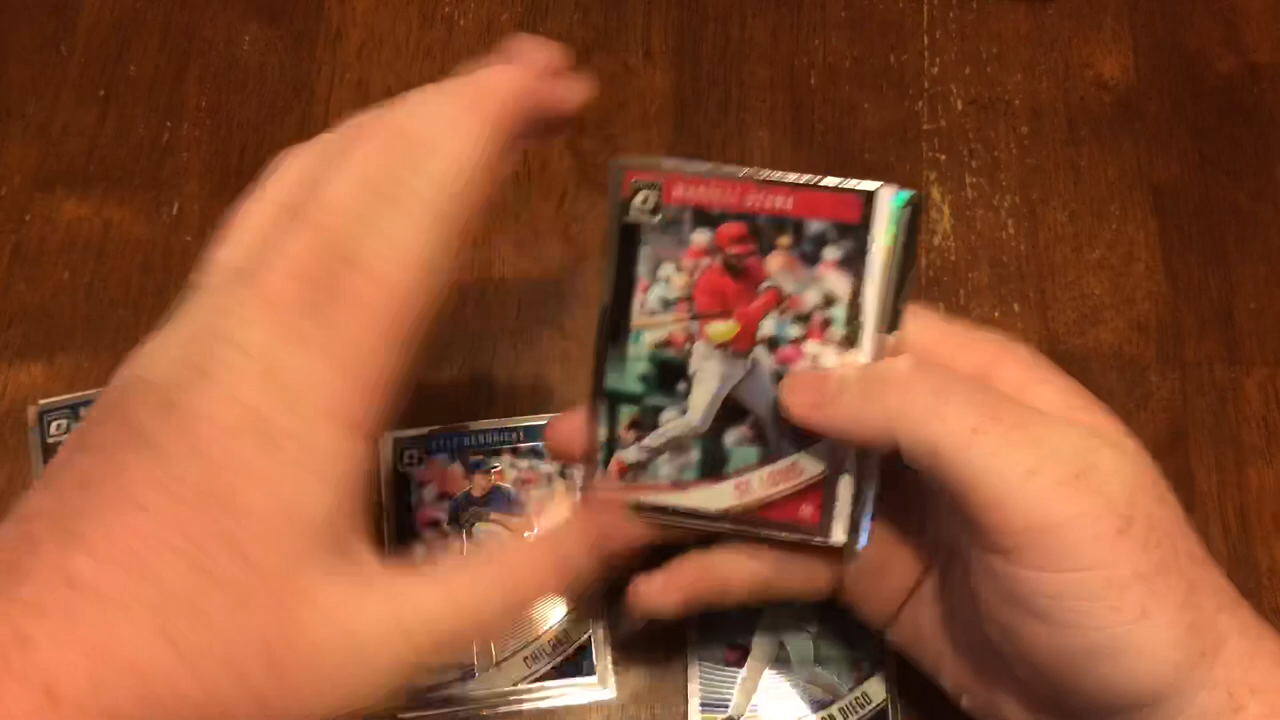 MARCELL OZUNA
ST. LOUIS
KYLE HENDRICKS
CHICAGO
SAN DIEGO